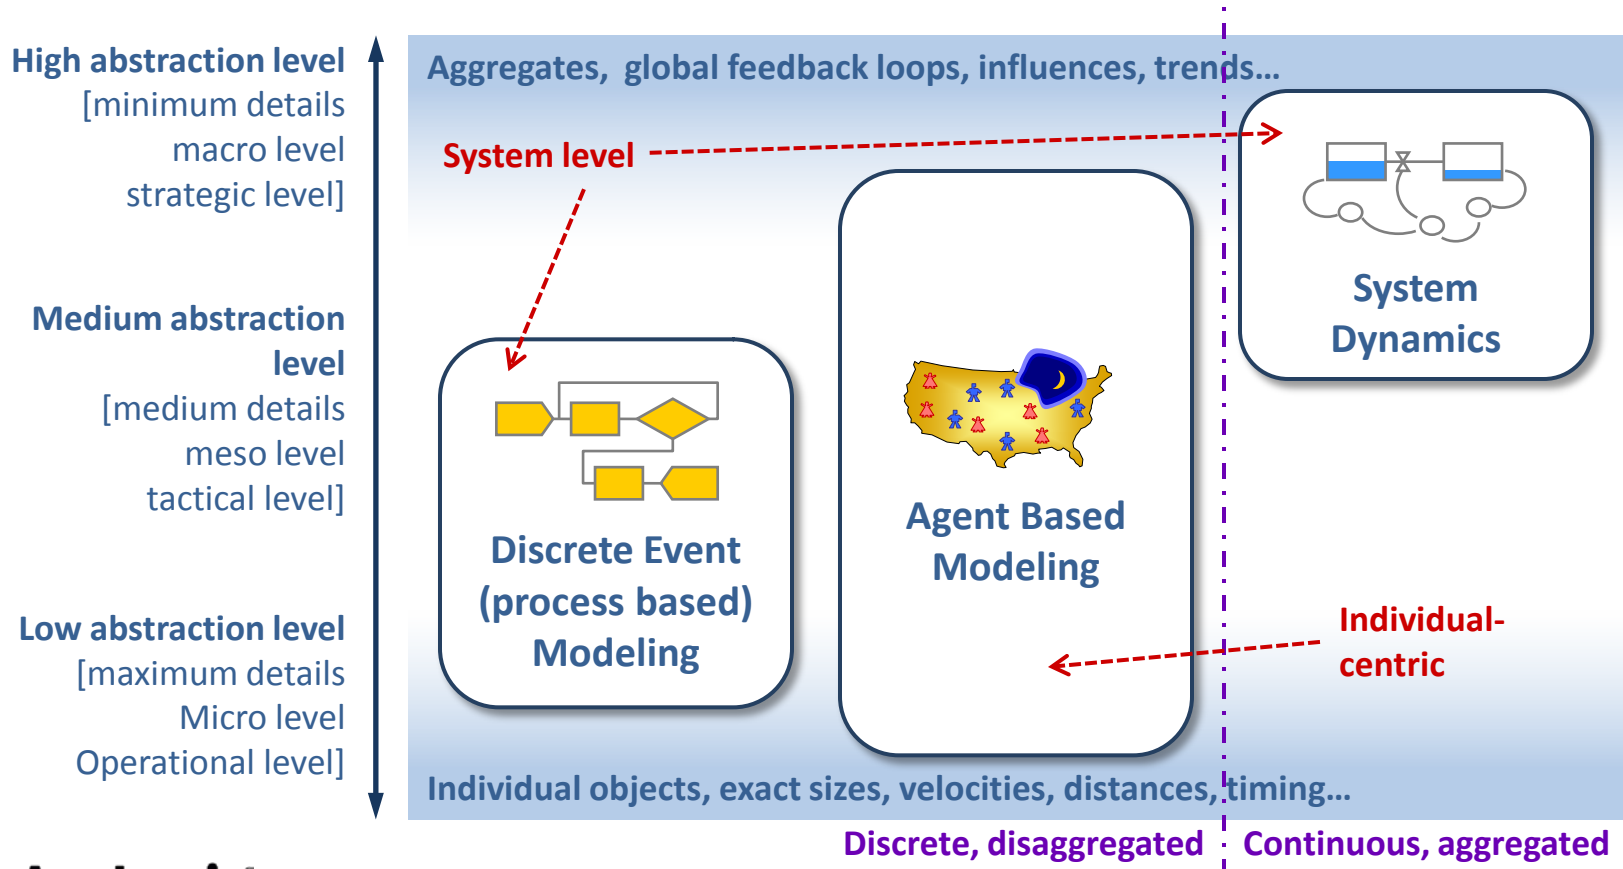 High abstraction level
[minimum details
macro level
strategic level]
Aggregates,  global feedback loops, influences, trends…
System level
System
Dynamics
Medium abstraction
level
[medium details
meso level
tactical level]
Discrete Event
(process based)
Modeling
Agent Based
Modeling
Individual-
centric
Low abstraction level
[maximum details
Micro level
Operational level]
Individual objects, exact sizes, velocities, distances, timing…
Discrete, disaggregated
Continuous, aggregated